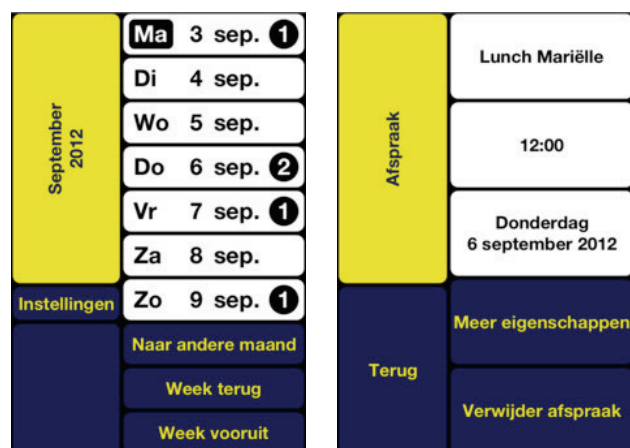 September
2012
Ma 3 sep. 1
Di 4 sep.
Wo 5 sep.
Do 6 sep. 2
Vr 7 sep. 1
Za 8 sep.
Zo 9 sep. 1
Instellingen
Naar andere maand
Week terug
Week vooruit
Afspraak
Lunch Mariëlle
12:00
Donderdag
6 september 2012
Terug
Meer eigenschappen
Verwijder afspraak